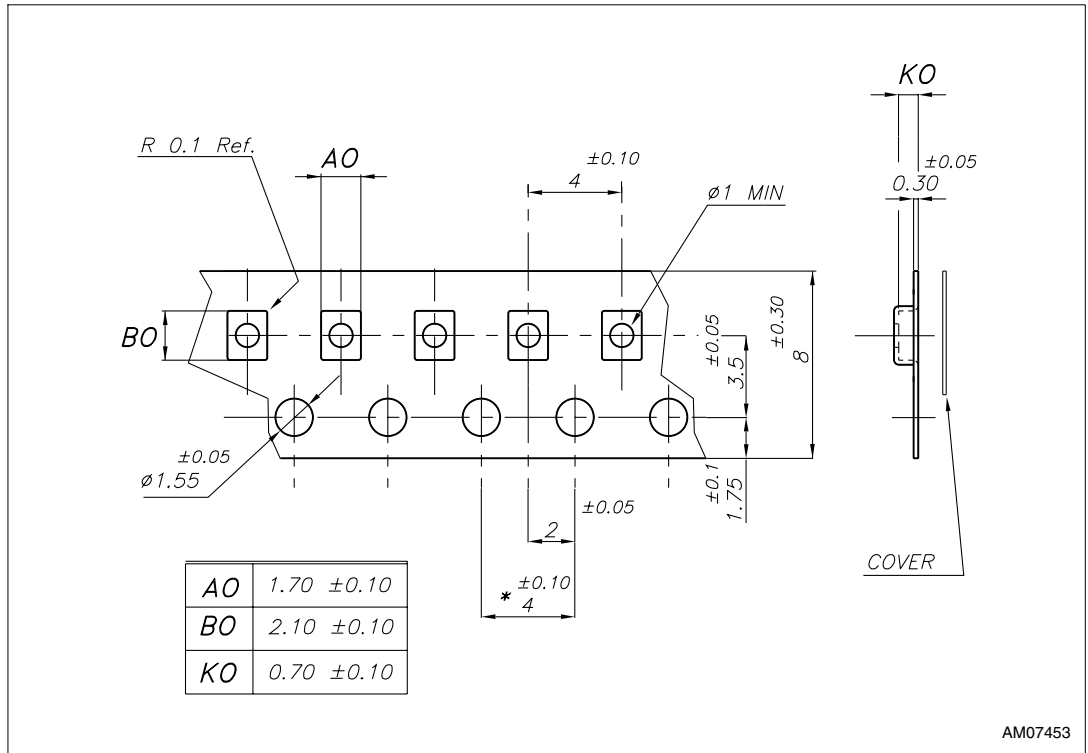 KO
R 0.1 Ref.
AO
±0.10
4
ø1 MIN
±0.05
0.30
BO
±0.05
3.5
±0.30
8
±0.05
ø1.55
±0.1
1.75
±0.05
2
±0.10
* 4
COVER
AO 1.70 ±0.10
BO 2.10 ±0.10
KO 0.70 ±0.10
AM07453